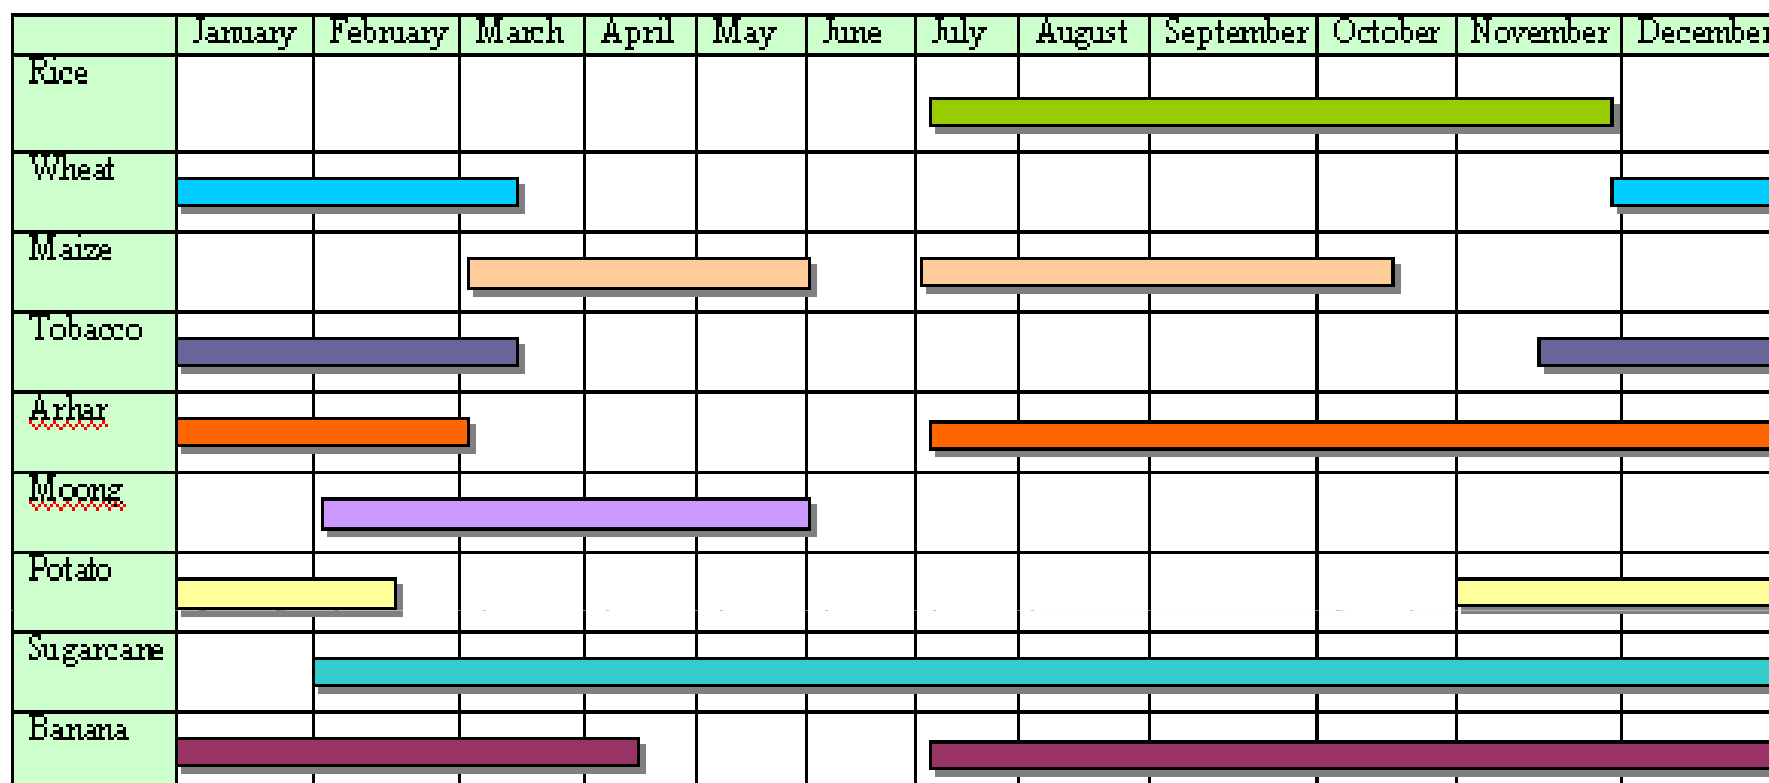 January February March April May June July August September October November December
Rice
Wheat
Maize
Tobacco
Arhar
Moong
Potato
Sugarcane
Banana